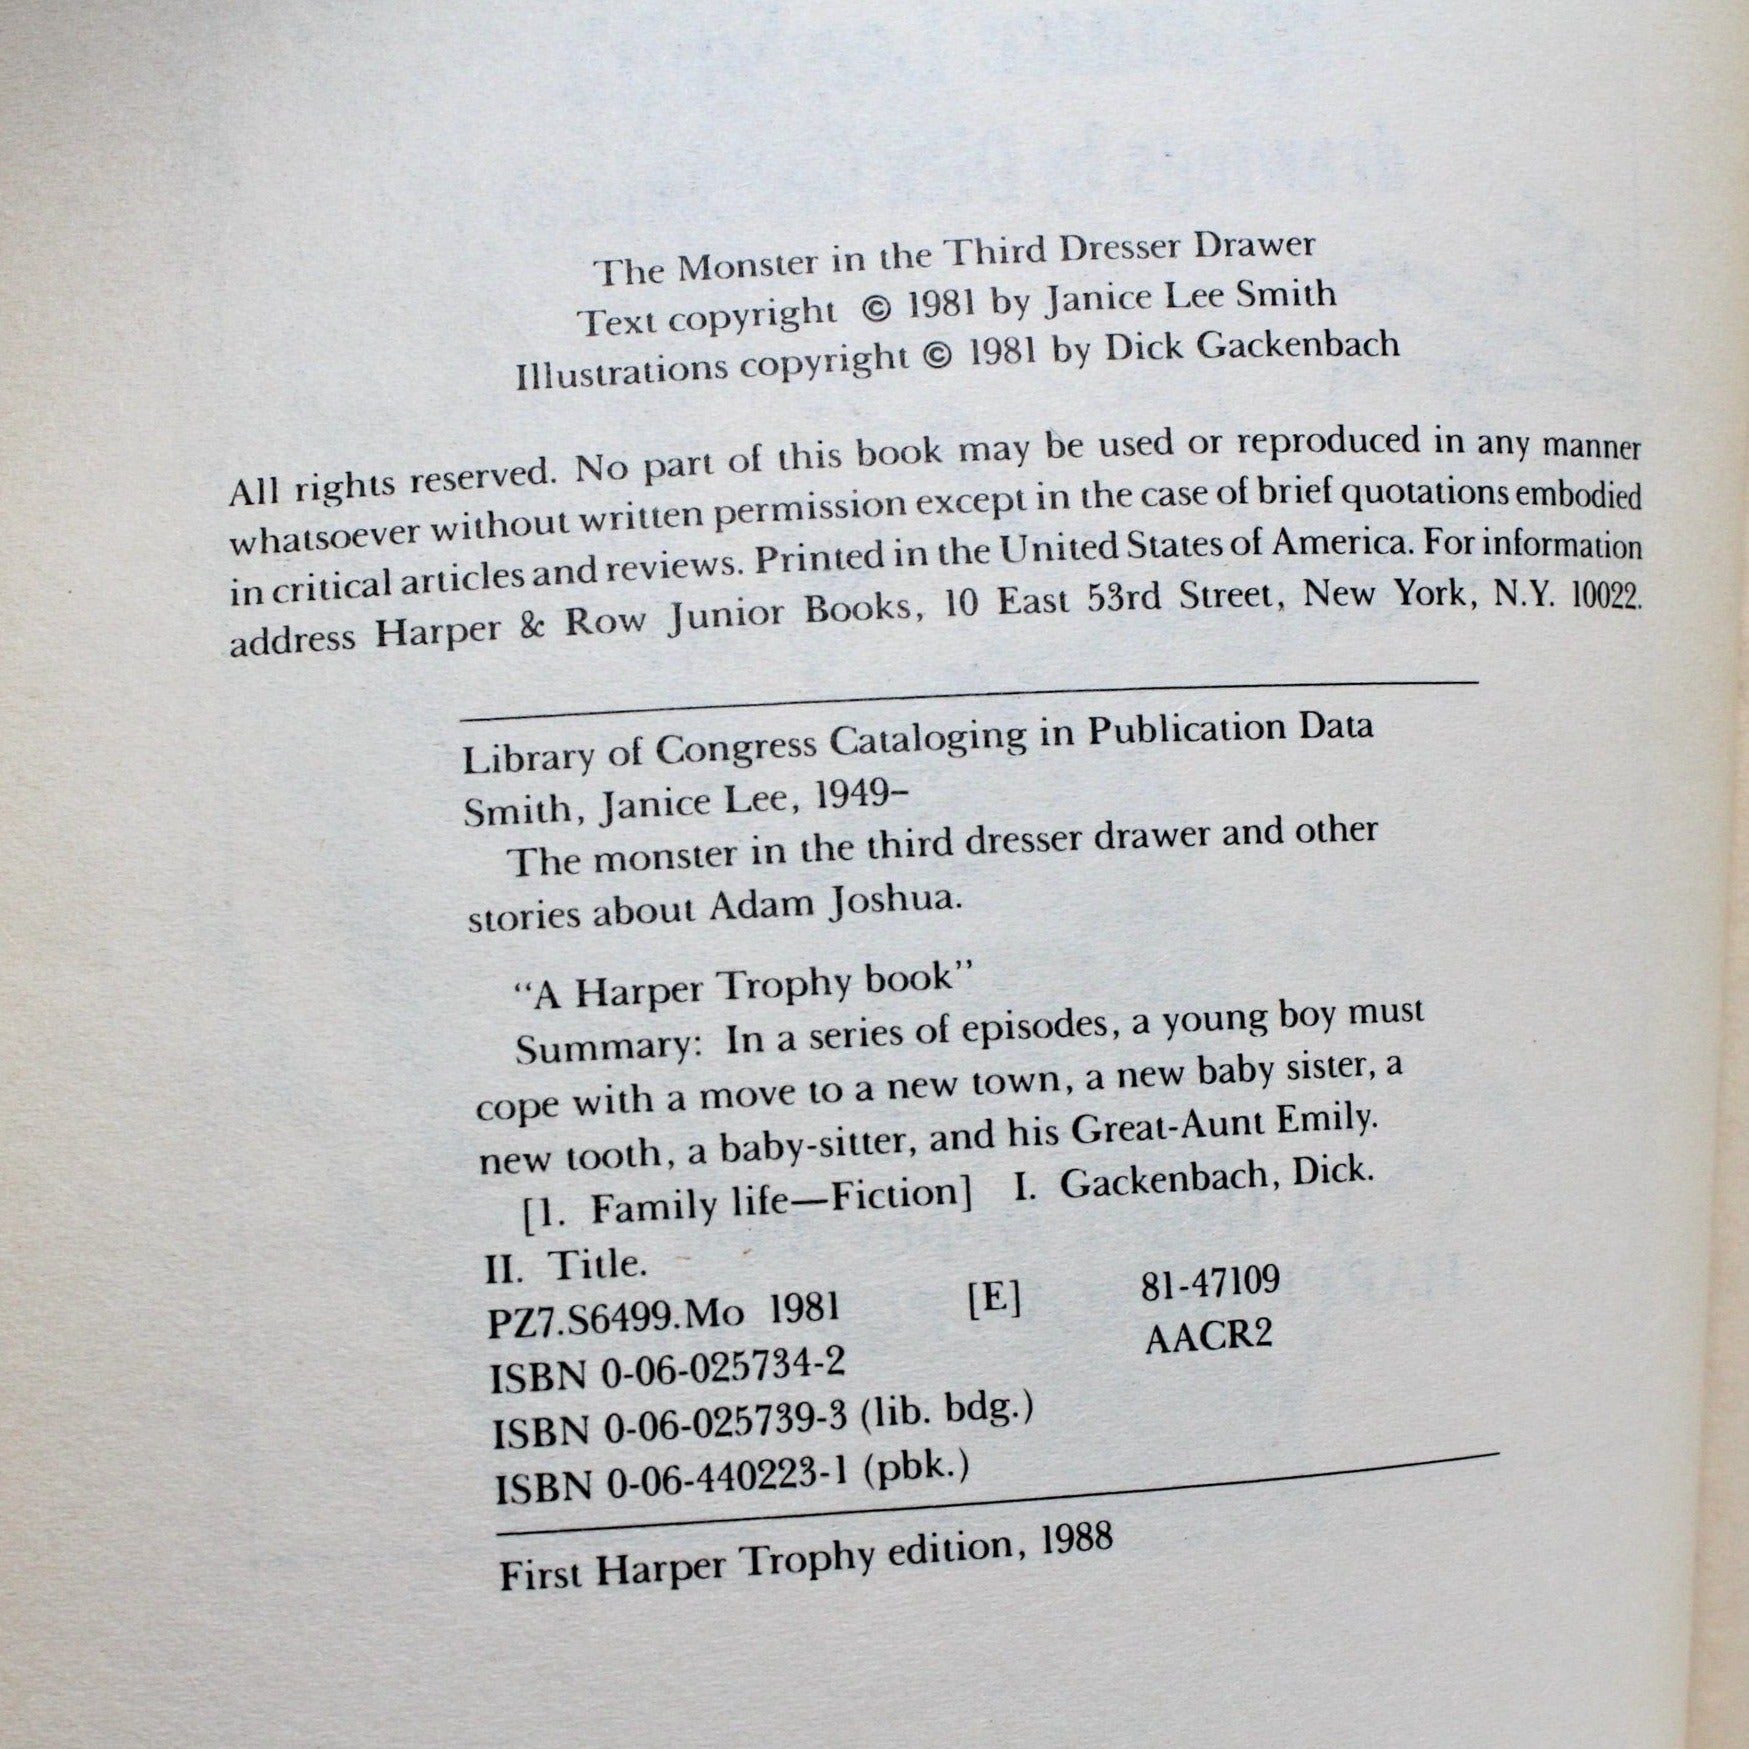 The Monster in the Third Dresser Drawer
Text copyright © 1981 by Janice Lee Smith
Illustrations copyright © 1981 by Dick Gackenbach
All rights reserved. No part of this book may be used or reproduced in any manner
whatsoever without written permission except in the case of brief quotations embodied
in critical articles and reviews. Printed in the United States of America. For information
address Harper & Row Junior Books, 10 East 53rd Street, New York, N.Y. 10022.
Library of Congress Cataloging in Publication Data
Smith, Janice Lee, 1949–
The monster in the third dresser drawer and other
stories about Adam Joshua.
“A Harper Trophy book”
Summary: In a series of episodes, a young boy must
cope with a move to a new town, a new baby sister, a
new tooth, a baby-sitter, and his Great-Aunt Emily.
[1. Family life—Fiction] I. Gackenbach, Dick.
II. Title.
PZ7.S6499.Mo 1981 [E] 81-47109
ISBN 0-06-025734-2 AACR2
ISBN 0-06-025739-3 (lib. bdg.)
ISBN 0-06-440223-1 (pbk.)
First Harper Trophy edition, 1988